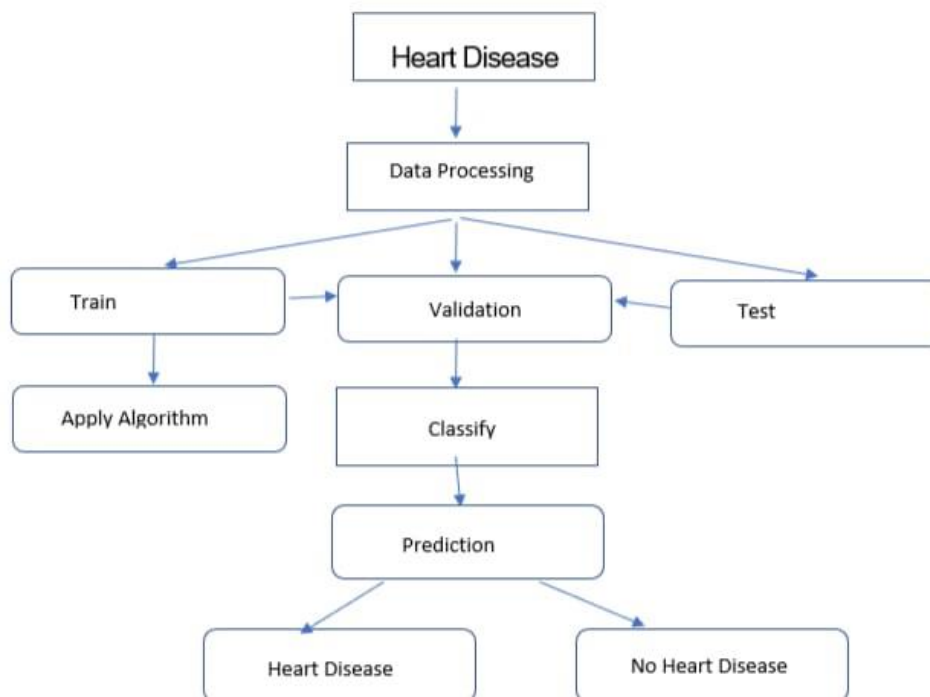 Heart Disease
Data Processing
Train
Validation
Test
Apply Algorithm
Classify
Prediction
Heart Disease
No Heart Disease